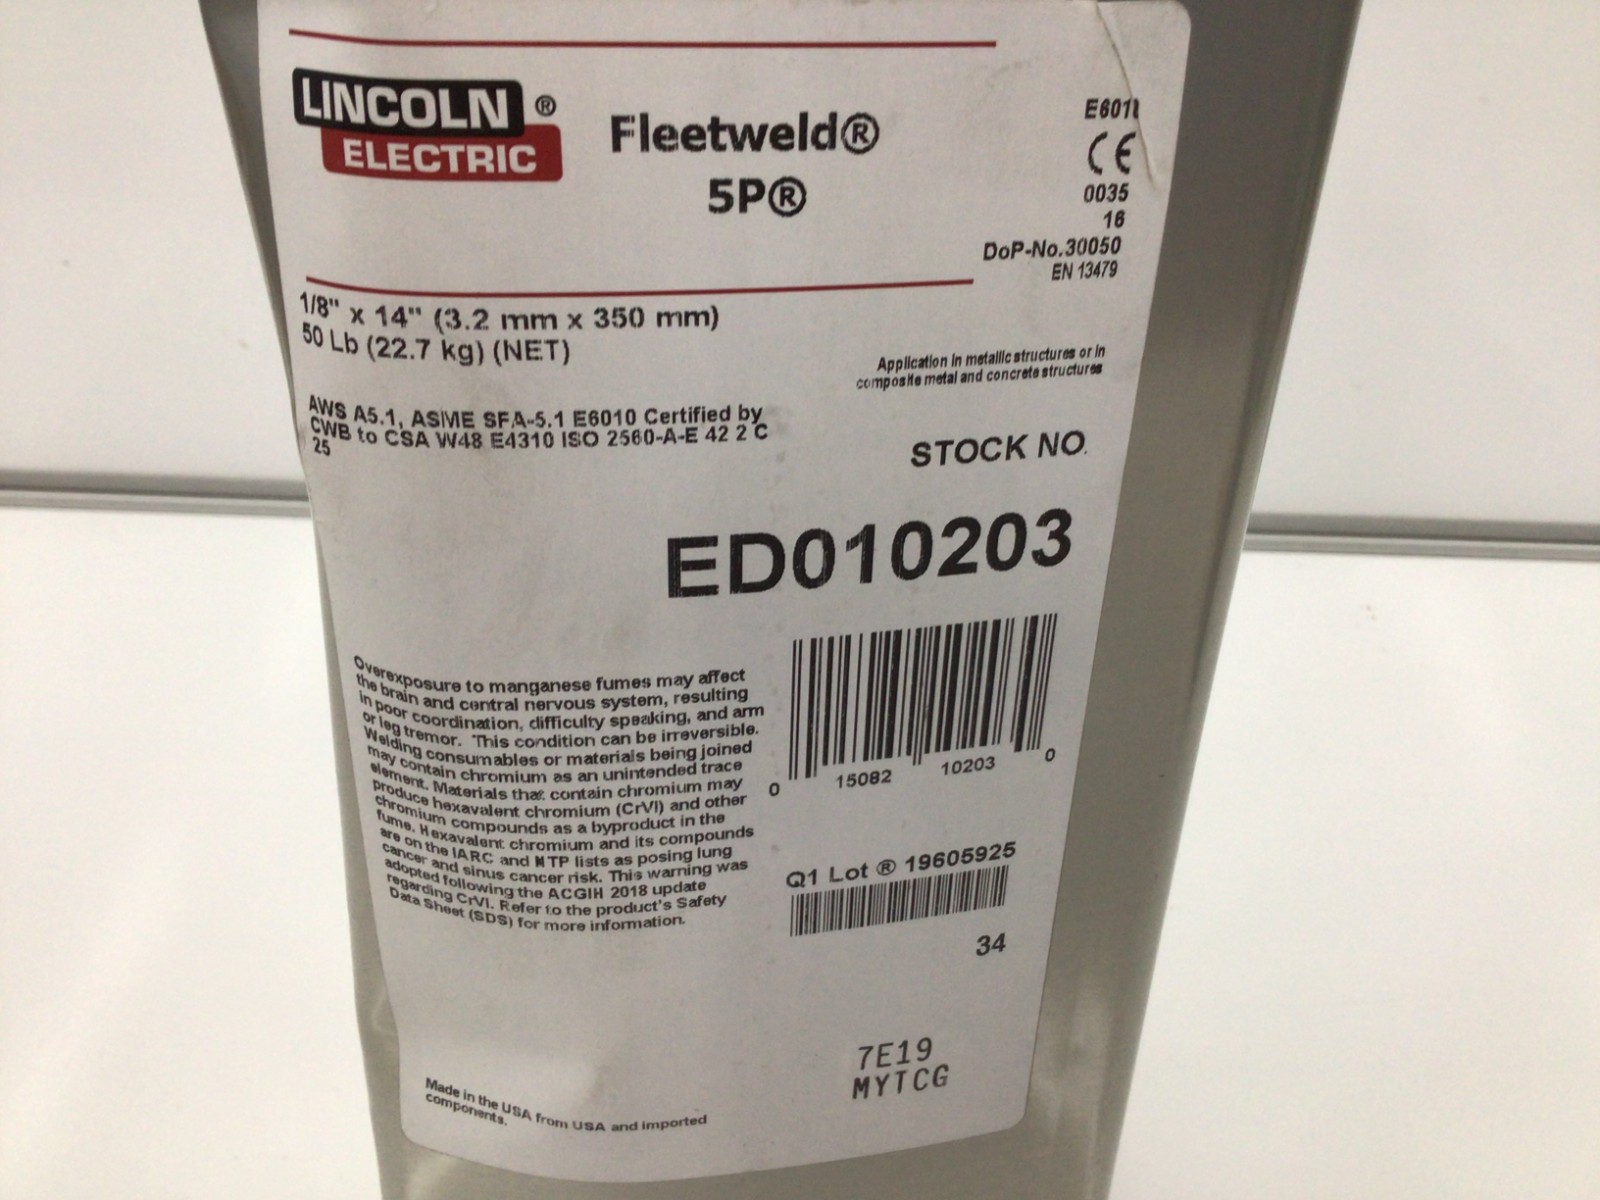 LINCOLN ®
ELECTRIC
Fleetweld®
5P®
CE
0035
16
DoP-No.30050
EN 13479
1/8" x 14" (3.2 mm x 350 mm)
50 Lb (22.7 kg) (NET)
Application in metallic structures or in
composite metal and concrete structures
AWS A5.1, ASME SFA-5.1 E6010 Certified by
CWB to CSA W48 E4310 ISO 2560-A-E 42 2 C
25
STOCK NO.
ED010203
Overexposure to manganese fumes may affect
the brain and central nervous system, resulting
in poor coordination, difficulty speaking, and arm
or leg tremor. This condition can be irreversible.
Welding consumables or materials being joined
may contain chromium as an unintended trace
element. Materials that contain chromium may
produce hexavalent chromium (CrVI) and other
chromium compounds as a byproduct in the
fume. Hexavalent chromium and its compounds
are on the IARC and NTP lists as posing lung
cancer and sinus cancer risk. This warning was
adopted following the ACGIH 2018 update
regarding CrVI. Refer to the product's Safety
Data Sheet (SDS) for more information.
0 15082 10203 0
Q1 Lot ® 19605925
34
7E19
MYTCG
Made in the USA from USA and imported
components.